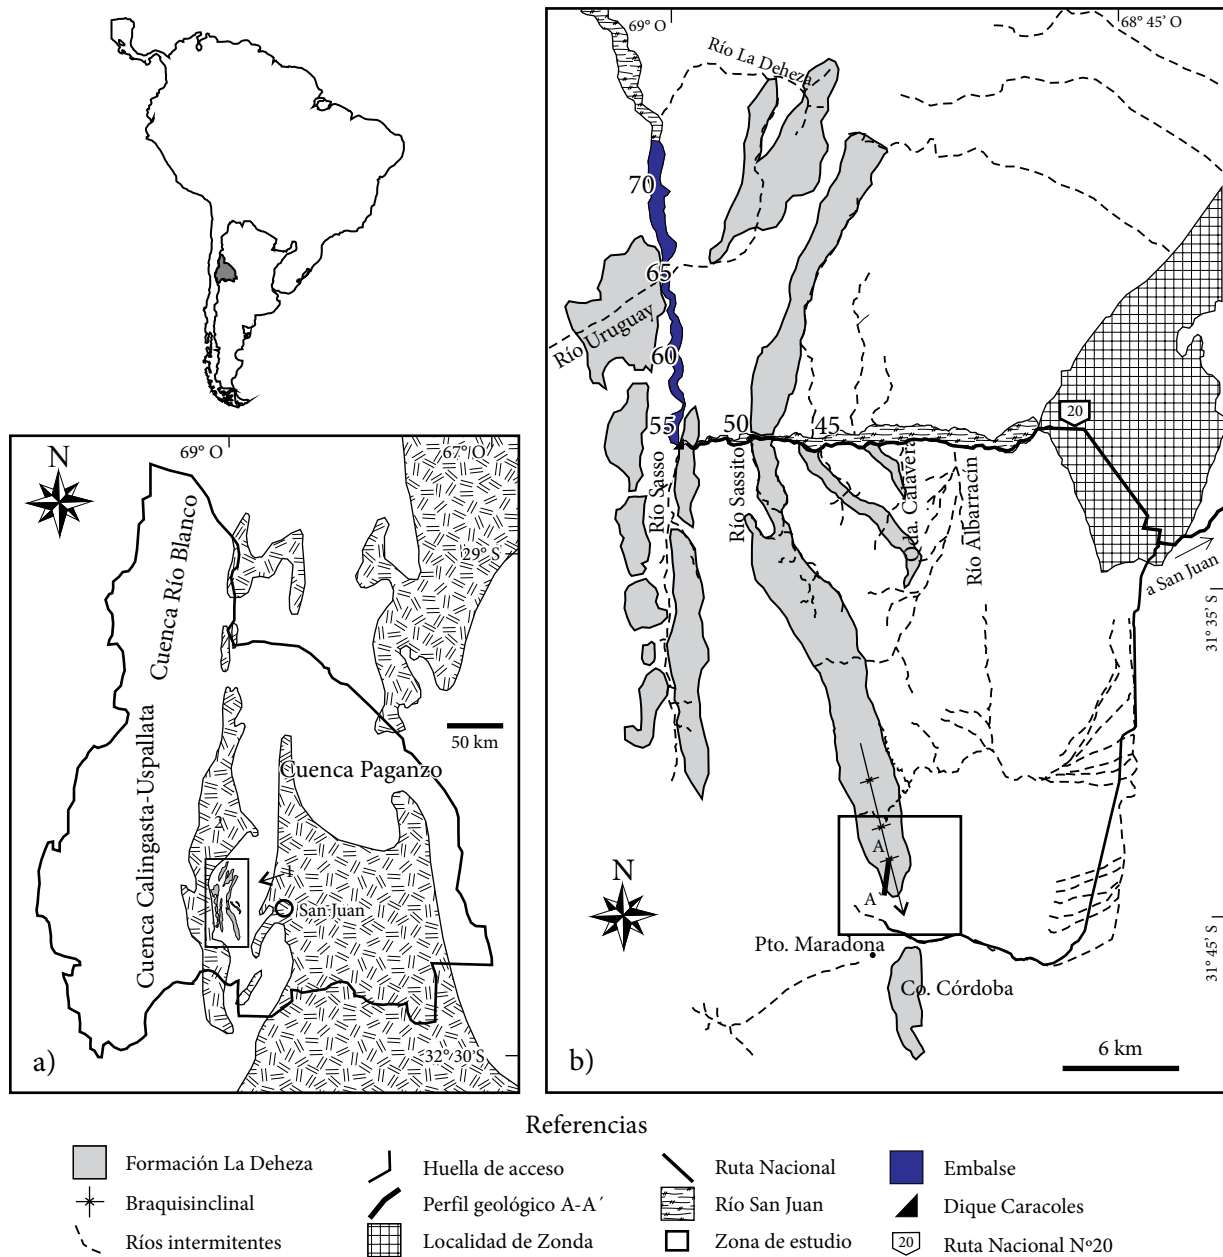 69° O
67° O
N
29° S
Cuenca Río Blanco
Cuenca Calingasta-Uspallata
50 km
Cuenca Paganzo
2
1
San Juan
32° 30'S
a)
69° O
68° 45' O
Río La Deheza
70
65
Río Uruguay
60
55
50
45
20
Río Sasso
Río Sassito
Qda. Calavera
Río Albarracín
a San Juan
31° 35' S
A
A
N
Pto. Maradona
31° 45' S
Co. Córdoba
6 km
b)
Referencias
Formación La Deheza
Huella de acceso
Ruta Nacional
Embalse
Braquisinclinal
Perfil geológico A-A´
Río San Juan
Dique Caracoles
Ríos intermitentes
Localidad de Zonda
Zona de estudio
20
Ruta Nacional Nº20